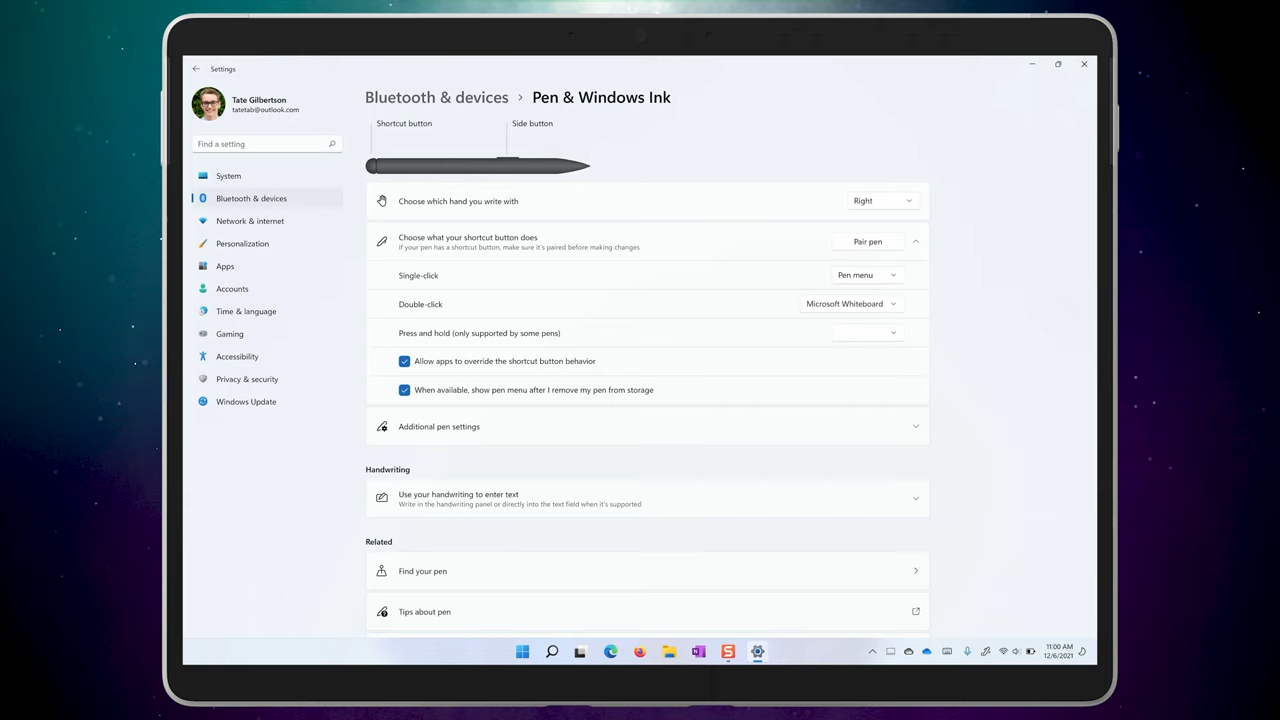 Settings
Tate Gilbertson
tatetab@outlook.com
Find a setting
System
Bluetooth & devices
Network & internet
Personalization
Apps
Accounts
Time & language
Gaming
Accessibility
Privacy & security
Windows Update
Bluetooth & devices › Pen & Windows Ink
Shortcut button Side button
Choose which hand you write with Right
Choose what your shortcut button does Pair pen
If your pen has a shortcut button, make sure it's paired before making changes
Single-click Pen menu
Double-click Microsoft Whiteboard
Press and hold (only supported by some pens)
Allow apps to override the shortcut button behavior
When available, show pen menu after I remove my pen from storage
Additional pen settings
Handwriting
Use your handwriting to enter text
Write in the handwriting panel or directly into the text field when it's supported
Related
Find your pen
Tips about pen
11:00 AM
12/6/2021